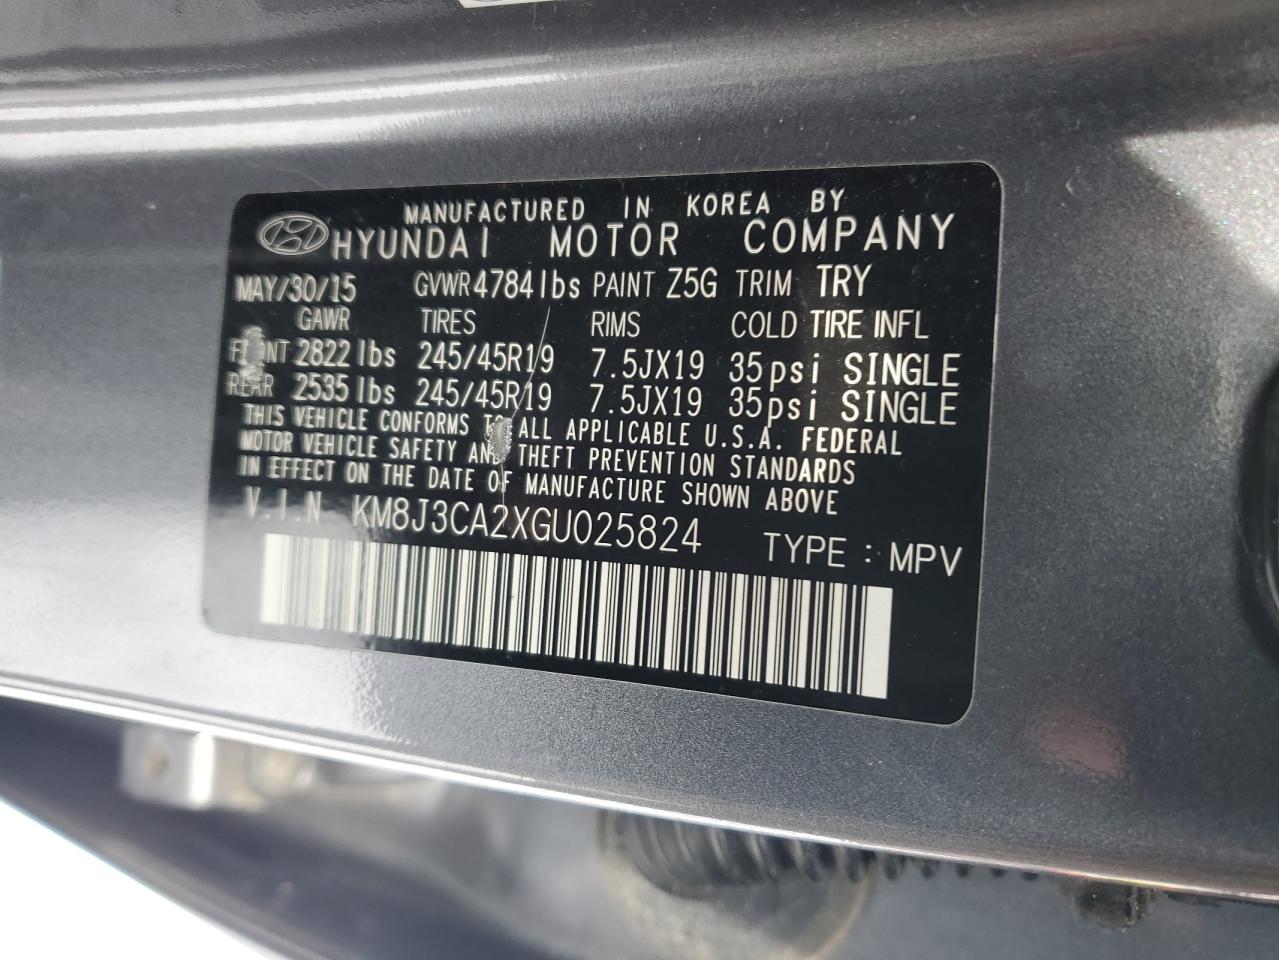 MANUFACTURED IN KOREA BY
HYUNDAI MOTOR COMPANY
MAY/30/15 GVWR 4784 lbs PAINT Z5G TRIM TRY
GAWR TIRES RIMS COLD TIRE INFL
2822 lbs 245/45R19 7.5JX19 35psi SINGLE
REAR 2535 lbs 245/45R19 7.5JX19 35psi SINGLE
THIS VEHICLE CONFORMS ALL APPLICABLE U.S.A. FEDERAL
MOTOR VEHICLE SAFETY AND THEFT PREVENTION STANDARDS
IN EFFECT ON THE DATE OF MANUFACTURE SHOWN ABOVE
V.I.N KM8J3CA2XGU025824 TYPE : MPV